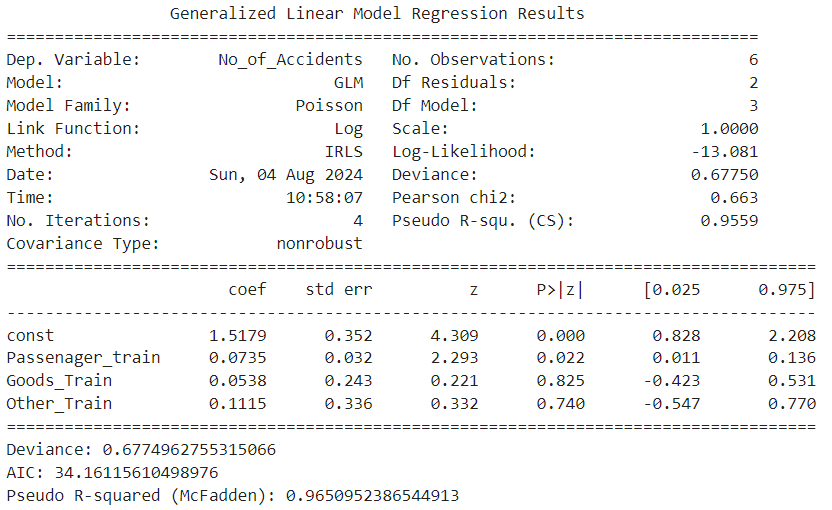 Generalized Linear Model Regression Results
==============================================================================
Dep. Variable: No_of_Accidents No. Observations: 6
Model: GLM Df Residuals: 2
Model Family: Poisson Df Model: 3
Link Function: Log Scale: 1.0000
Method: IRLS Log-Likelihood: -13.081
Date: Sun, 04 Aug 2024 Deviance: 0.67750
Time: 10:58:07 Pearson chi2: 0.663
No. Iterations: 4 Pseudo R-squ. (CS): 0.9559
Covariance Type: nonrobust
====================================================================================
coef std err z P>|z| [0.025 0.975]
------------------------------------------------------------------------------------
const 1.5179 0.352 4.309 0.000 0.828 2.208
Passenager_train 0.0735 0.032 2.293 0.022 0.011 0.136
Goods_Train 0.0538 0.243 0.221 0.825 -0.423 0.531
Other_Train 0.1115 0.336 0.332 0.740 -0.547 0.770
====================================================================================
Deviance: 0.6774962755315066
AIC: 34.16115610498976
Pseudo R-squared (McFadden): 0.9650952386544913